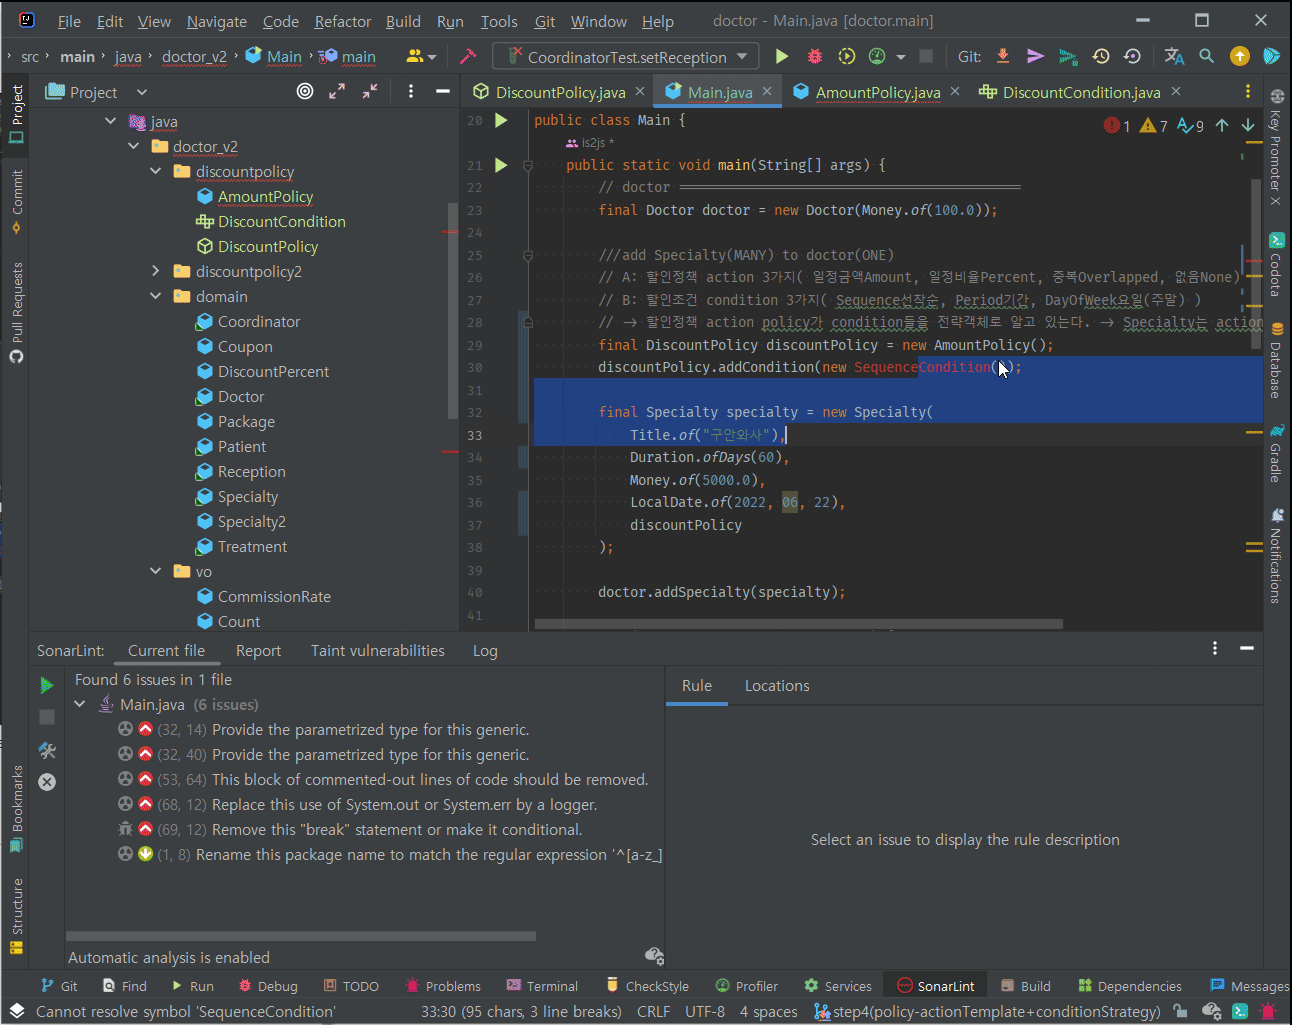 File Edit View Navigate Code Refactor Build Run Tools Git Window Help doctor - Main.java [doctor.main]
src main java doctor_v2 Main main CoordinatorTest.setReception Git:
Project
DiscountPolicy.java Main.java AmountPolicy.java DiscountCondition.java
java
doctor_v2
discountpolicy
AmountPolicy
DiscountCondition
DiscountPolicy
discountpolicy2
domain
Coordinator
Coupon
DiscountPercent
Doctor
Package
Patient
Reception
Specialty
Specialty2
Treatment
vo
CommissionRate
Count
1 7 9
20 public class Main {
is2js *
21 public static void main(String[] args) {
22 // doctor ══════════════════════════════
23 final Doctor doctor = new Doctor(Money.of(100.0));
24
25 ///add Specialty(MANY) to doctor(ONE)
26 // A: 할인정책 action 3가지( 일정금액Amount, 일정비율Percent, 중복Overlapped, 없음None)
27 // B: 할인조건 condition 3가지( Sequence선착순, Period기간, DayOfWeek요일(주말) )
28 // → 할인정책 action policy가 condition들을 전략객체로 알고 있는다. → Specialty는 action
29 final DiscountPolicy discountPolicy = new AmountPolicy();
30 discountPolicy.addCondition(new SequenceCondition());
31
32 final Specialty specialty = new Specialty(
33 Title.of("구안와사"),
34 Duration.ofDays(60),
35 Money.of(5000.0),
36 LocalDate.of(2022, 06, 22),
37 discountPolicy
38 );
39
40 doctor.addSpecialty(specialty);
41
Project
Commit
Pull Requests
Bookmarks
Structure
Key Promoter X
Codota
Database
Gradle
Notifications
SonarLint: Current file Report Taint vulnerabilities Log
Found 6 issues in 1 file
Main.java (6 issues)
(32, 14) Provide the parametrized type for this generic.
(32, 40) Provide the parametrized type for this generic.
(53, 64) This block of commented-out lines of code should be removed.
(68, 12) Replace this use of System.out or System.err by a logger.
(69, 12) Remove this "break" statement or make it conditional.
(1, 8) Rename this package name to match the regular expression '^[a-z_]
Automatic analysis is enabled
Rule Locations
Select an issue to display the rule description
Git Find Run Debug TODO Problems Terminal CheckStyle Profiler Services SonarLint Build Dependencies Messages
Cannot resolve symbol 'SequenceCondition' 33:30 (95 chars, 3 line breaks) CRLF UTF-8 4 spaces step4(policy-actionTemplate+conditionStrategy)